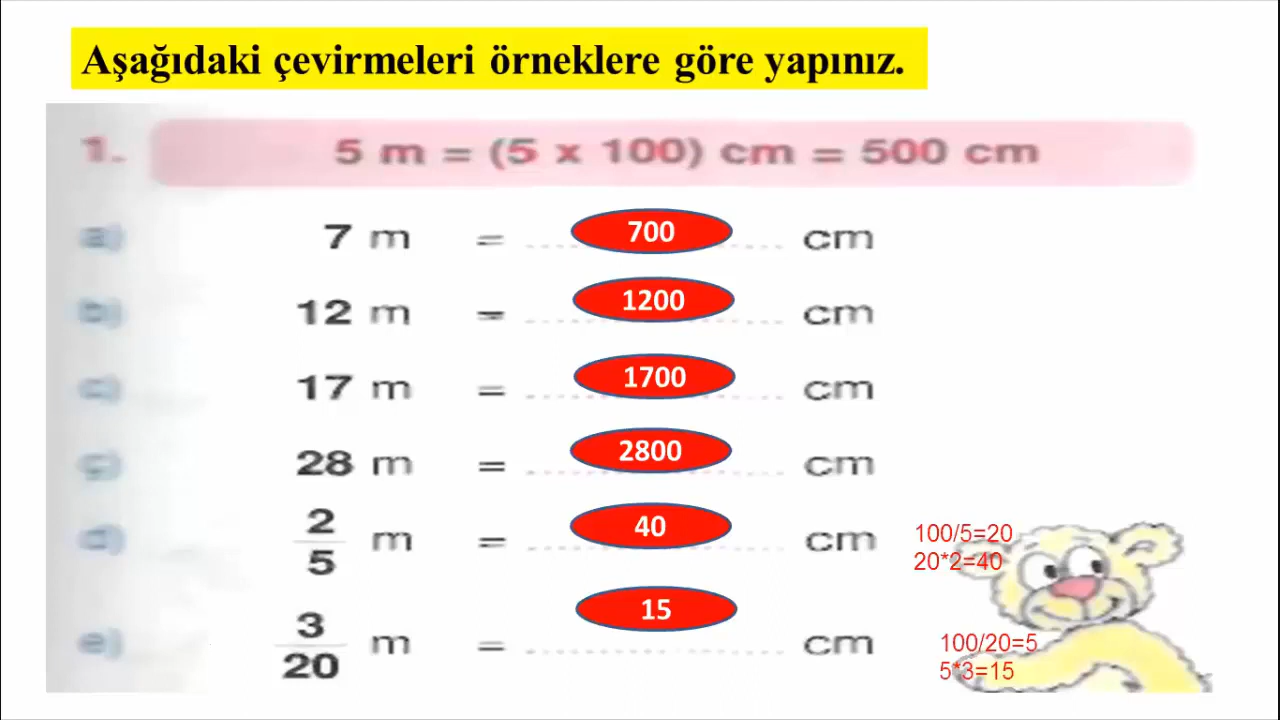 Aşağıdaki çevirmeleri örneklere göre yapınız.
1. 5 m = (5 x 100) cm = 500 cm
a) 7 m = ...... 700 ...... cm
b) 12 m = ...... 1200 ...... cm
c) 17 m = ...... 1700 ...... cm
ç) 28 m = ...... 2800 ...... cm
d) 2/5 m = ...... 40 ...... cm
100/5=20
20*2=40
e) 3/20 m = ...... 15 ...... cm
100/20=5
5*3=15